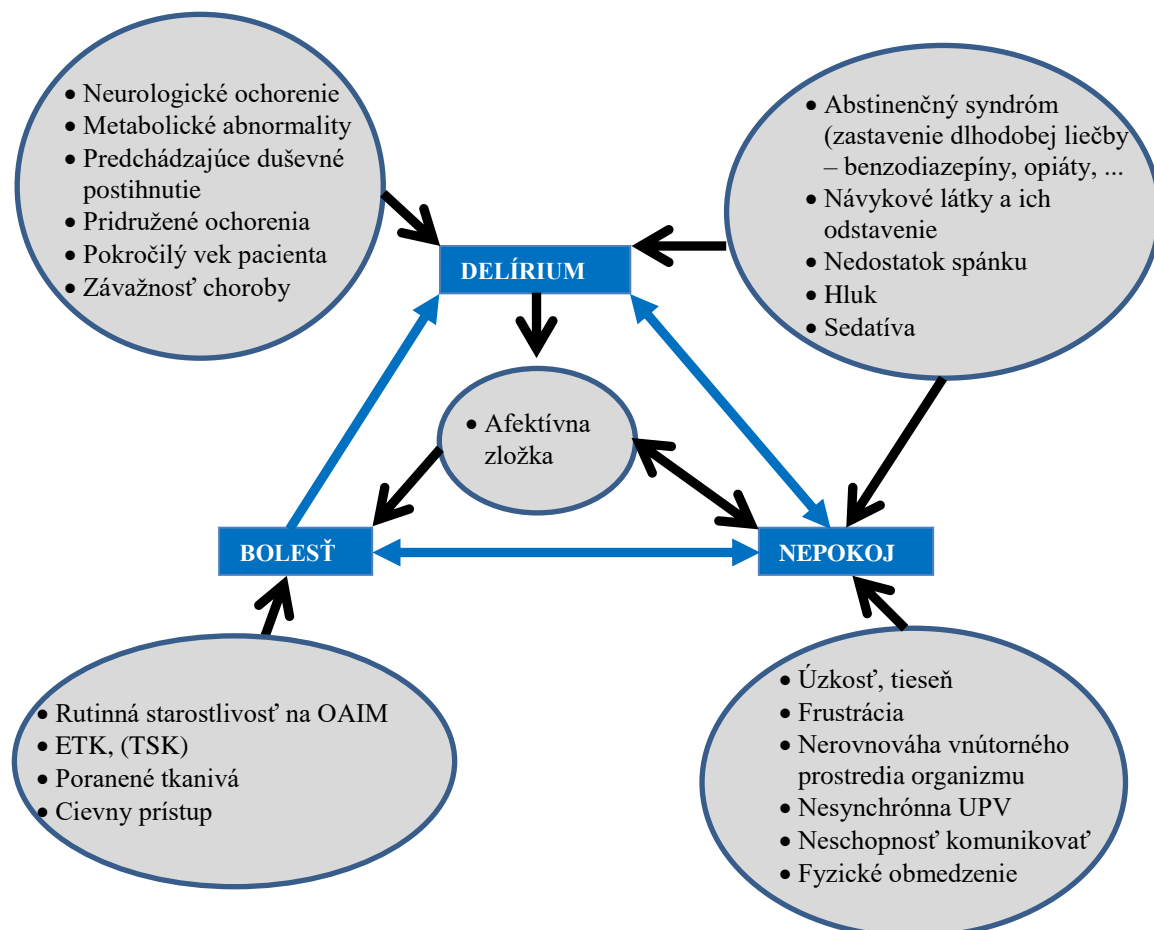 • Neurologické ochorenie
• Metabolické abnormality
• Predchádzajúce duševné
postihnutie
• Pridružené ochorenia
• Pokročilý vek pacienta
• Závažnosť choroby
• Abstinenčný syndróm
(zastavenie dlhodobej liečby
– benzodiazepíny, opiáty, ...
• Návykové látky a ich
odstavenie
• Nedostatok spánku
• Hluk
• Sedatíva
DELÍRIUM
• Afektívna
zložka
BOLESŤ
NEPOKOJ
• Rutinná starostlivosť na OAIM
• ETK, (TSK)
• Poranené tkanivá
• Cievny prístup
• Úzkosť, tieseň
• Frustrácia
• Nerovnováha vnútorného
prostredia organizmu
• Nesynchrónna UPV
• Neschopnosť komunikovať
• Fyzické obmedzenie